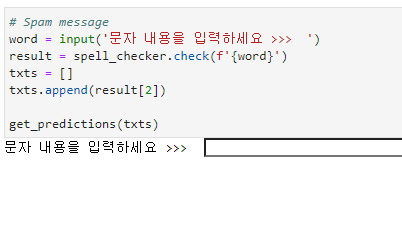 # Spam message
word = input('문자 내용을 입력하세요 >>>  ')
result = spell_checker.check(f'{word}')
txts = []
txts.append(result[2])
get_predictions(txts)
문자 내용을 입력하세요 >>>